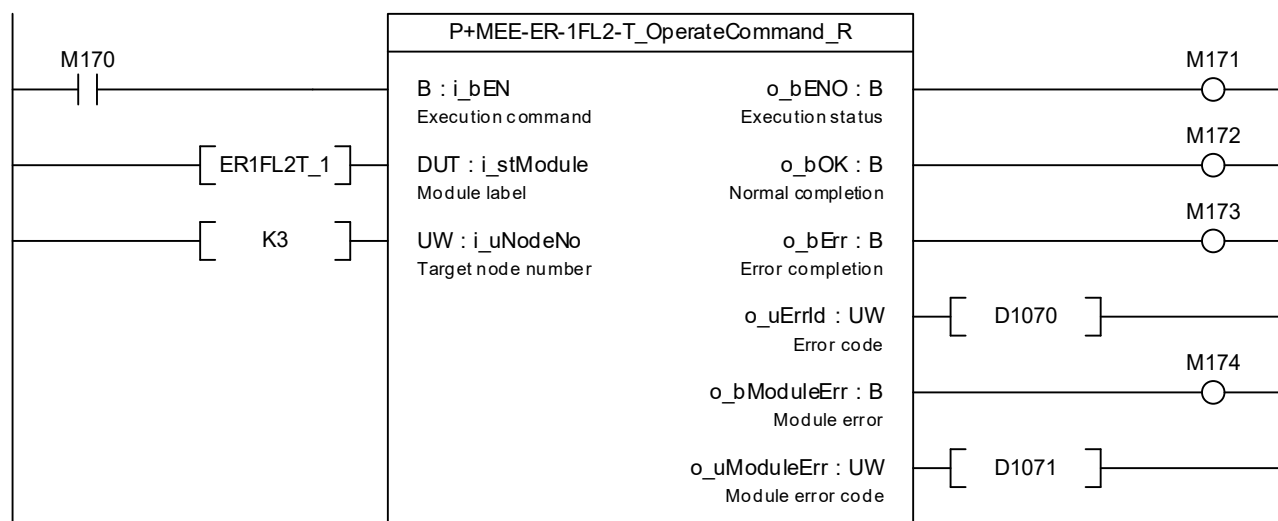 P+MEE-ER-1FL2-T_OperateCommand_R
M170
M171
B : i_bEN
o_bENO : B
Execution command
Execution status
M172
ER1FL2T_1
DUT : i_stModule
o_bOK : B
Module label
Normal completion
M173
K3
UW : i_uNodeNo
o_bErr : B
Target node number
Error completion
o_uErrId : UW
D1070
Error code
M174
o_bModuleErr : B
Module error
o_uModuleErr : UW
D1071
Module error code